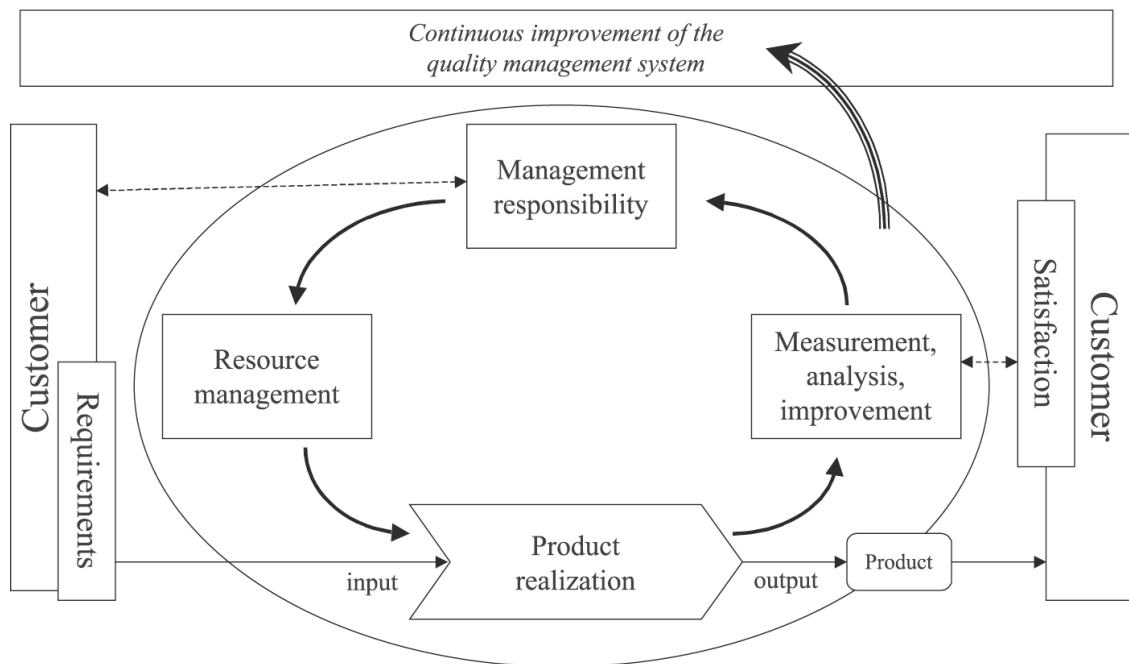 Continuous improvement of the
quality management system
Customer
Requirements
Management
responsibility
Resource
management
Measurement,
analysis,
improvement
Satisfaction
Customer
input
Product
realization
output
Product